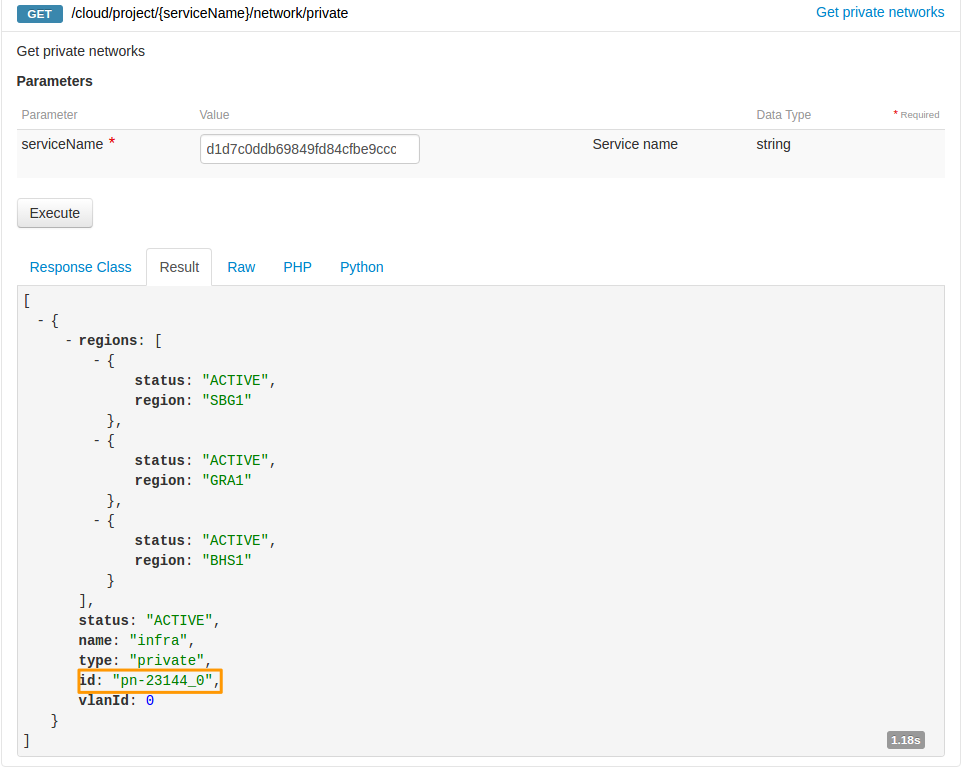 GET /cloud/project/{serviceName}/network/private Get private networks
Get private networks
Parameters
Parameter Value Data Type * Required
serviceName * d1d7c0ddb69849fd84cfbe9ccc Service name string
Execute
Response Class Result Raw PHP Python
[
- {
- regions: [
- {
status: "ACTIVE",
region: "SBG1"
},
- {
status: "ACTIVE",
region: "GRA1"
},
- {
status: "ACTIVE",
region: "BHS1"
}
],
status: "ACTIVE",
name: "infra",
type: "private",
id: "pn-23144_0",
vlanId: 0
}
]
1.18s